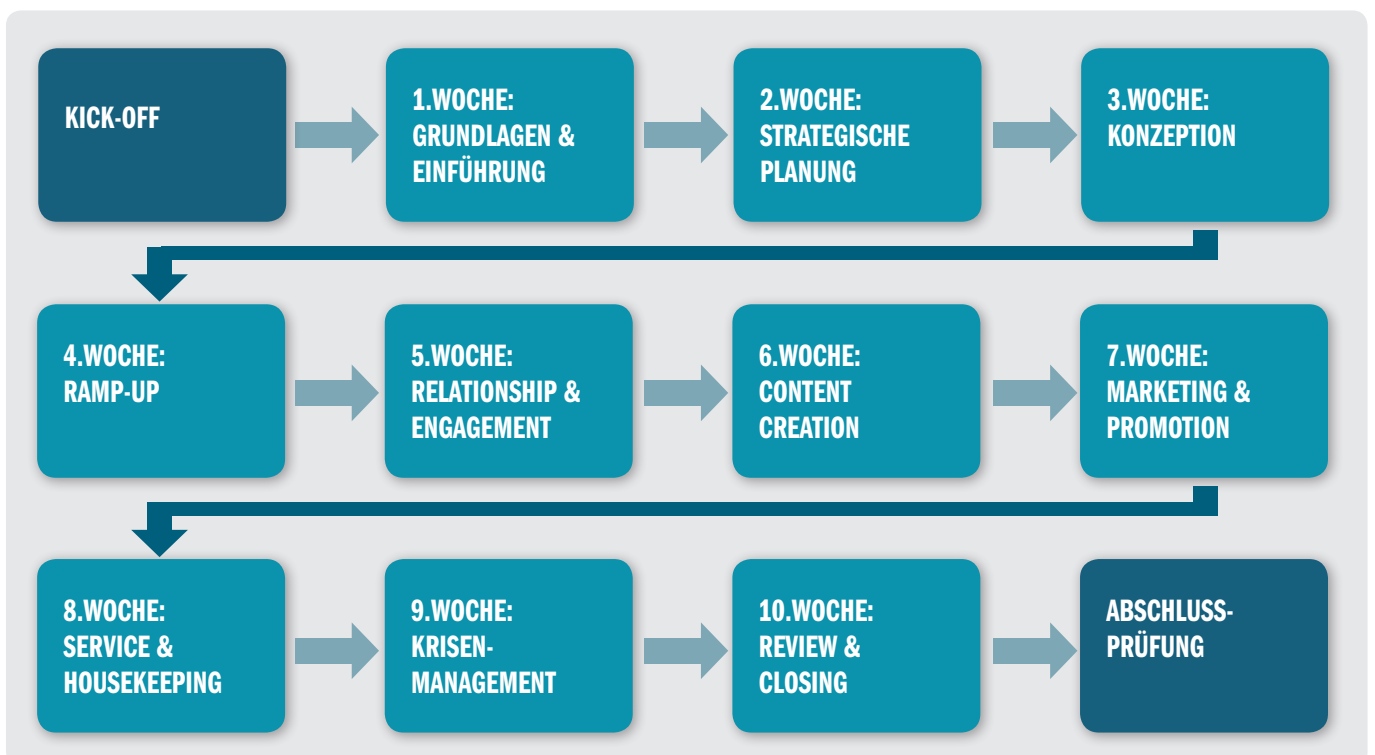 KICK-OFF
1.WOCHE:
GRUNDLAGEN &
EINFÜHRUNG
2.WOCHE:
STRATEGISCHE
PLANUNG
3.WOCHE:
KONZEPTION
4.WOCHE:
RAMP-UP
5.WOCHE:
RELATIONSHIP &
ENGAGEMENT
6.WOCHE:
CONTENT
CREATION
7.WOCHE:
MARKETING &
PROMOTION
8.WOCHE:
SERVICE &
HOUSEKEEPING
9.WOCHE:
KRISEN-
MANAGEMENT
10.WOCHE:
REVIEW &
CLOSING
ABSCHLUSS-
PRÜFUNG